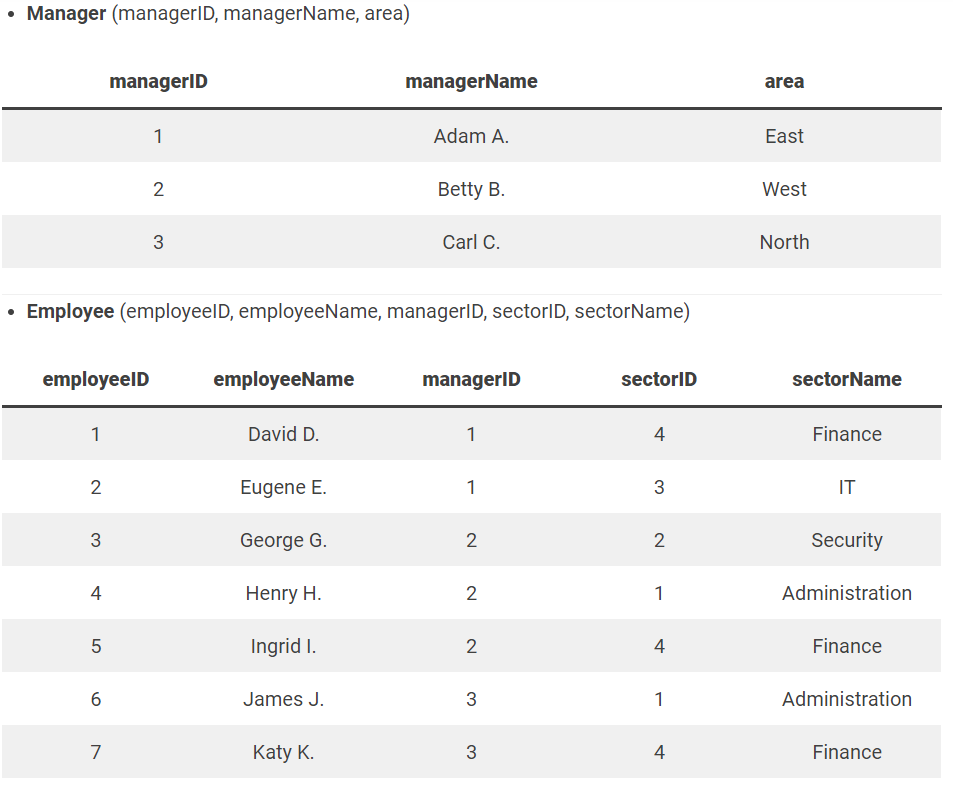 • Manager (managerID, managerName, area)
managerID managerName area
1 Adam A. East
2 Betty B. West
3 Carl C. North
• Employee (employeeID, employeeName, managerID, sectorID, sectorName)
employeeID employeeName managerID sectorID sectorName
1 David D. 1 4 Finance
2 Eugene E. 1 3 IT
3 George G. 2 2 Security
4 Henry H. 2 1 Administration
5 Ingrid I. 2 4 Finance
6 James J. 3 1 Administration
7 Katy K. 3 4 Finance